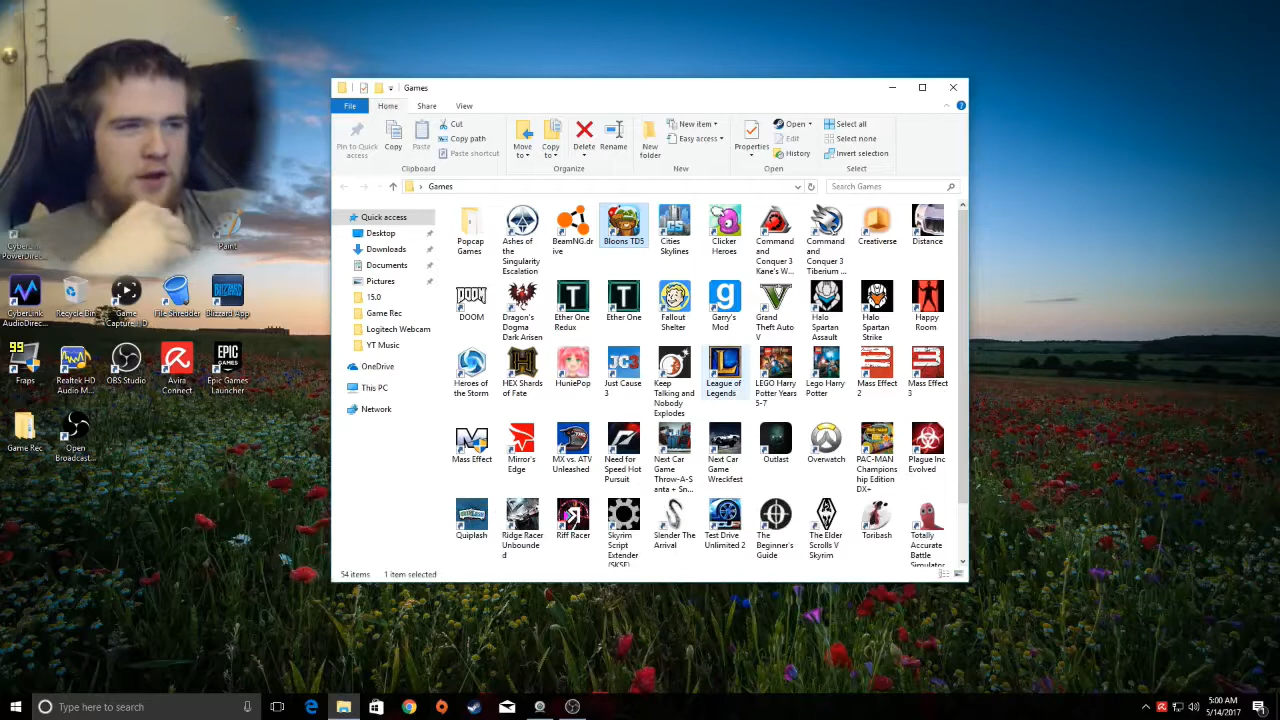 Games
File Home Share View
Pin to Quick access
Copy
Paste
Cut
Copy path
Paste shortcut
Clipboard
Move to
Copy to
Delete
Rename
Organize
New folder
New item
Easy access
New
Properties
Open
Edit
History
Open
Select all
Select none
Invert selection
Select
Games
Search Games
Quick access
Desktop
Downloads
Documents
Pictures
15.0
Game Rec
Logitech Webcam
YT Music
OneDrive
This PC
Network
Popcap Games
Ashes of the Singularity Escalation
BeamNG.drive
Bloons TD5
Cities Skylines
Clicker Heroes
Command and Conquer 3 Kane's W...
Command and Conquer 3 Tiberium ...
Creativerse
Distance
DOOM
DOOM
Dragon's Dogma Dark Arisen
Ether One Redux
Ether One
Fallout Shelter
Garry's Mod
Grand Theft Auto V
Halo Spartan Assault
Halo Spartan Strike
Happy Room
Heroes of the Storm
HEX Shards of Fate
HuniePop
JC3
Just Cause 3
Keep Talking and Nobody Explodes
League of Legends
LEGO Harry Potter Years 5-7
Lego Harry Potter
Mass Effect 2
Mass Effect 3
Mass Effect
Mirror's Edge
MX vs. ATV Unleashed
Need for Speed Hot Pursuit
Next Car Game Throw-A-Santa + Sn...
Next Car Game Wreckfest
Outlast
Overwatch
PAC-MAN Championship Edition DX+
Plague Inc Evolved
Quiplash
Ridge Racer Unbounded
Riff Racer
Skyrim Script Extender (SKSE)
Slender The Arrival
Test Drive Unlimited 2
The Beginner's Guide
The Elder Scrolls V Skyrim
Toribash
Totally Accurate Battle Simulator
54 items 1 item selected
CyberLink PowerDirec...
Paint
CyberLink AudioDirec...
Recycle Bin
Game Capture HD
File Shredder
BLIZZARD
Blizzard App
99
Fraps
Realtek HD Audio M...
OBS Studio
Avira Connect
EPIC GAMES
Epic Games Launcher
Game Rec
Open Broadcast...
Type here to search
5:00 AM
5/14/2017